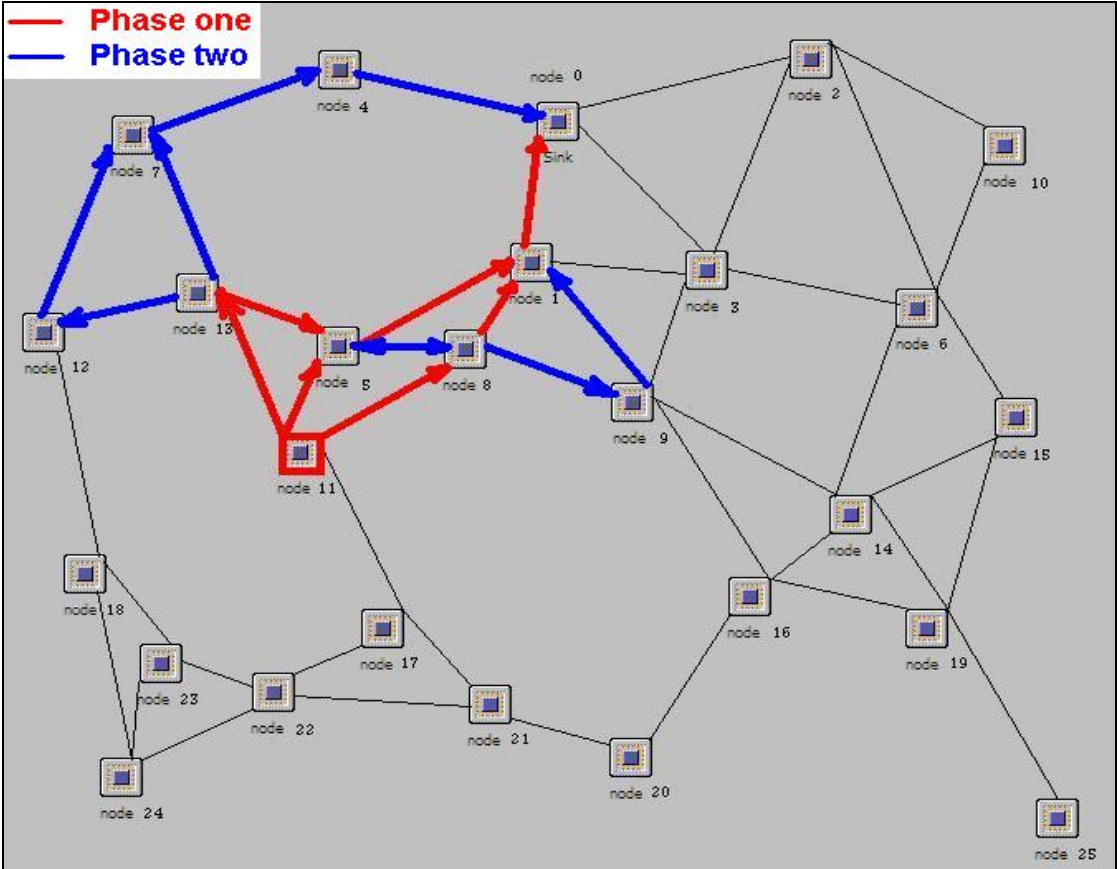 Phase one
Phase two
node 0
Sink
node 4
node 2
node 7
node 10
node 1
node 3
node 13
node 6
node 12
node 5
node 8
node 9
node 15
node 11
node 14
node 18
node 16
node 19
node 17
node 23
node 22
node 21
node 20
node 24
node 25